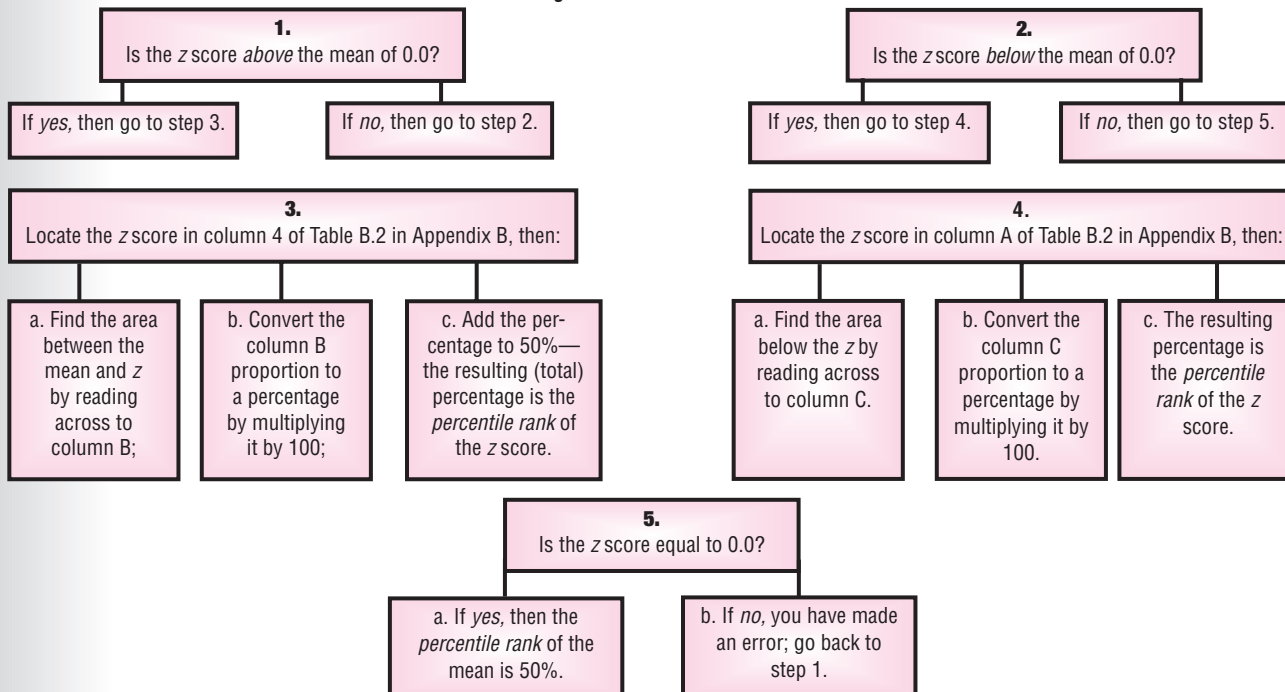 1.
Is the z score above the mean of 0.0?
If yes, then go to step 3.
If no, then go to step 2.
2.
Is the z score below the mean of 0.0?
If yes, then go to step 4.
If no, then go to step 5.
3.
Locate the z score in column 4 of Table B.2 in Appendix B, then:
a. Find the area
between the
mean and z
by reading
across to
column B;
b. Convert the
column B
proportion to
a percentage
by multiplying
it by 100;
c. Add the per-
centage to 50%—
the resulting (total)
percentage is the
percentile rank of
the z score.
4.
Locate the z score in column A of Table B.2 in Appendix B, then:
a. Find the area
below the z by
reading across
to column C.
b. Convert the
column C
proportion to a
percentage by
multiplying it by
100.
c. The resulting
percentage is
the percentile
rank of the z
score.
5.
Is the z score equal to 0.0?
a. If yes, then the
percentile rank of the
mean is 50%.
b. If no, you have made
an error; go back to
step 1.